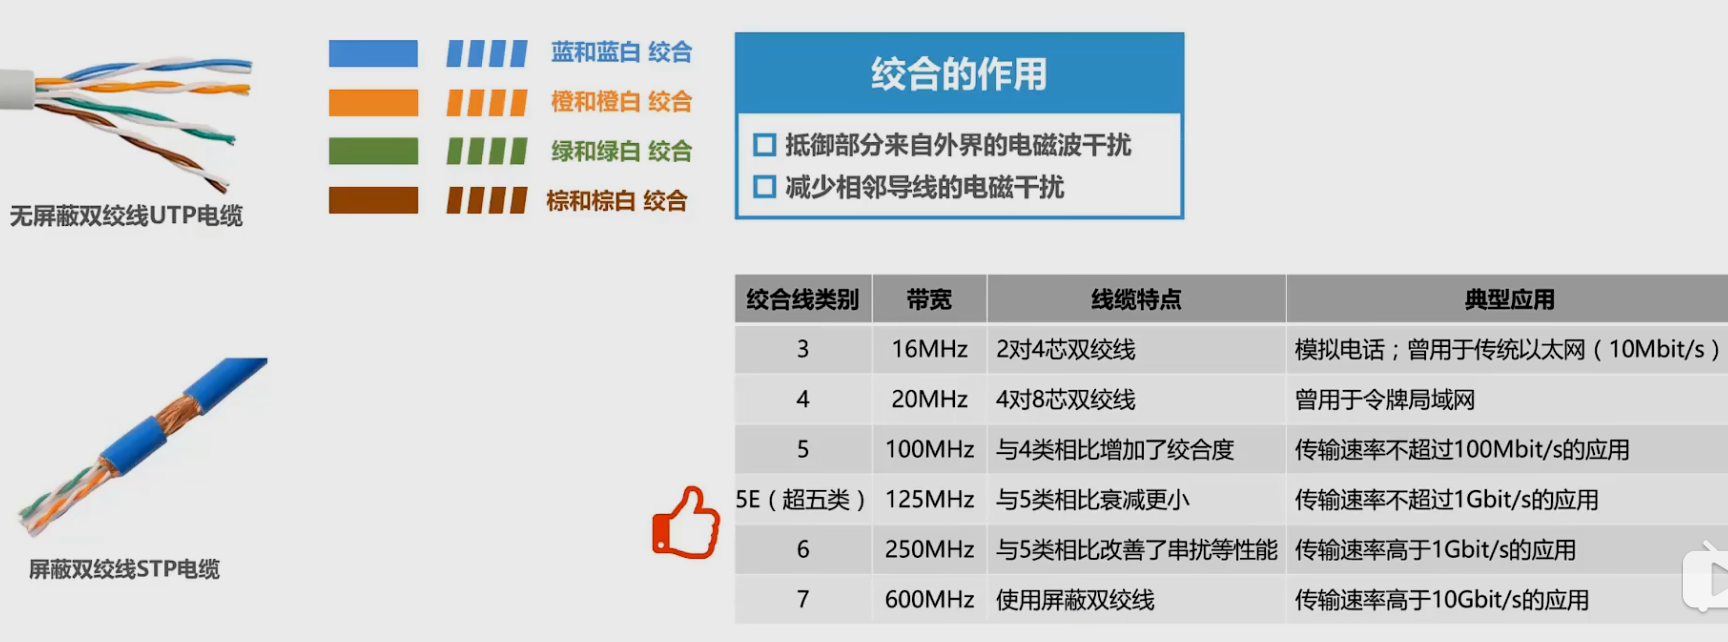 蓝和蓝白 绞合
橙和橙白 绞合
绿和绿白 绞合
棕和棕白 绞合
无屏蔽双绞线UTP电缆
绞合的作用
抵御部分来自外界的电磁波干扰
减少相邻导线的电磁干扰
屏蔽双绞线STP电缆
绞合线类别 带宽 线缆特点 典型应用
3 16MHz 2对4芯双绞线 模拟电话；曾用于传统以太网（10Mbit/s）
4 20MHz 4对8芯双绞线 曾用于令牌局域网
5 100MHz 与4类相比增加了绞合度 传输速率不超过100Mbit/s的应用
5E（超五类） 125MHz 与5类相比衰减更小 传输速率不超过1Gbit/s的应用
6 250MHz 与5类相比改善了串扰等性能 传输速率高于1Gbit/s的应用
7 600MHz 使用屏蔽双绞线 传输速率高于10Gbit/s的应用